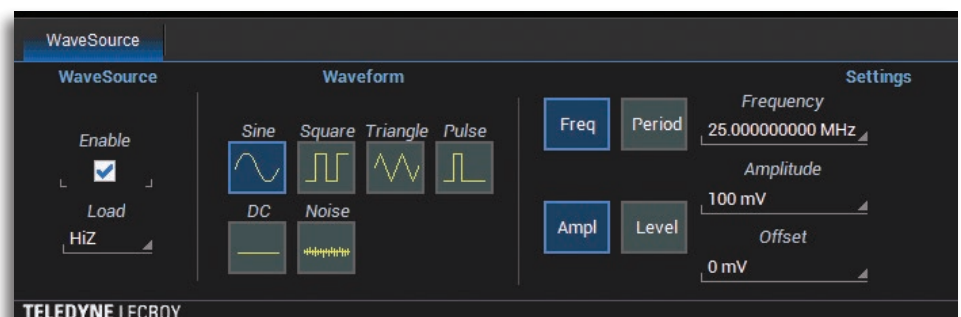 WaveSource
WaveSource Waveform Settings
Enable
Load
HiZ
Sine Square Triangle Pulse
DC Noise
Freq Period
Ampl Level
Frequency
25.000000000 MHz
Amplitude
100 mV
Offset
0 mV
TELEDYNE LECROY